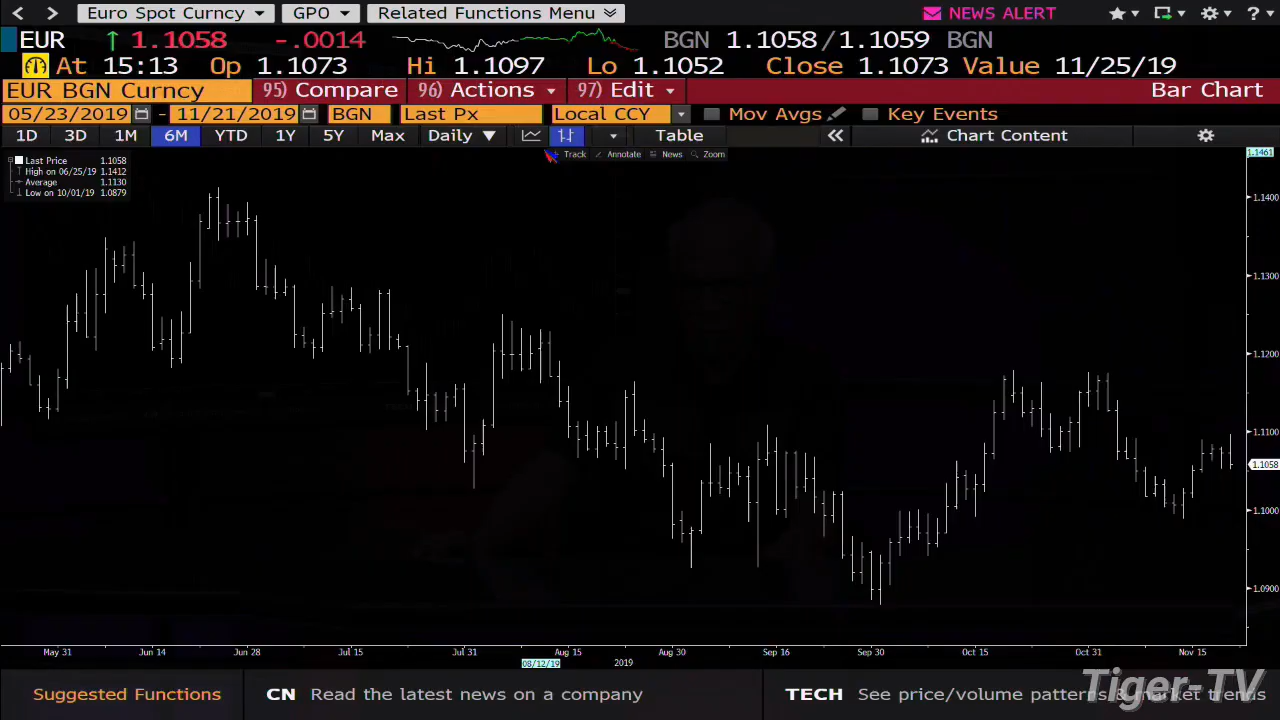 Euro Spot Curncy GPO Related Functions Menu NEWS ALERT ?
EUR ↑ 1.1058 -.0014 BGN 1.1058/1.1059 BGN
At 15:13 Op 1.1073 Hi 1.1097 Lo 1.1052 Close 1.1073 Value 11/25/19
EUR BGN Curncy 95) Compare 96) Actions 97) Edit Bar Chart
05/23/2019 - 11/21/2019 BGN Last Px Local CCY Mov Avgs Key Events
1D 3D 1M 6M YTD 1Y 5Y Max Daily ▼ Table « Chart Content
Track Annotate News Zoom
1.1461
Last Price 1.1058
High on 06/25/19 1.1412
Average 1.1130
Low on 10/01/19 1.0879
1.1400
1.1300
1.1200
1.1100
1.1058
1.1000
1.0900
May 31 Jun 14 Jun 28 Jul 15 Jul 31 Aug 15 Aug 30 Sep 16 Sep 30 Oct 15 Oct 31 Nov 15
08/12/19 2019
Suggested Functions CN Read the latest news on a company TECH See price/volume patterns & market trends
Tiger-TV